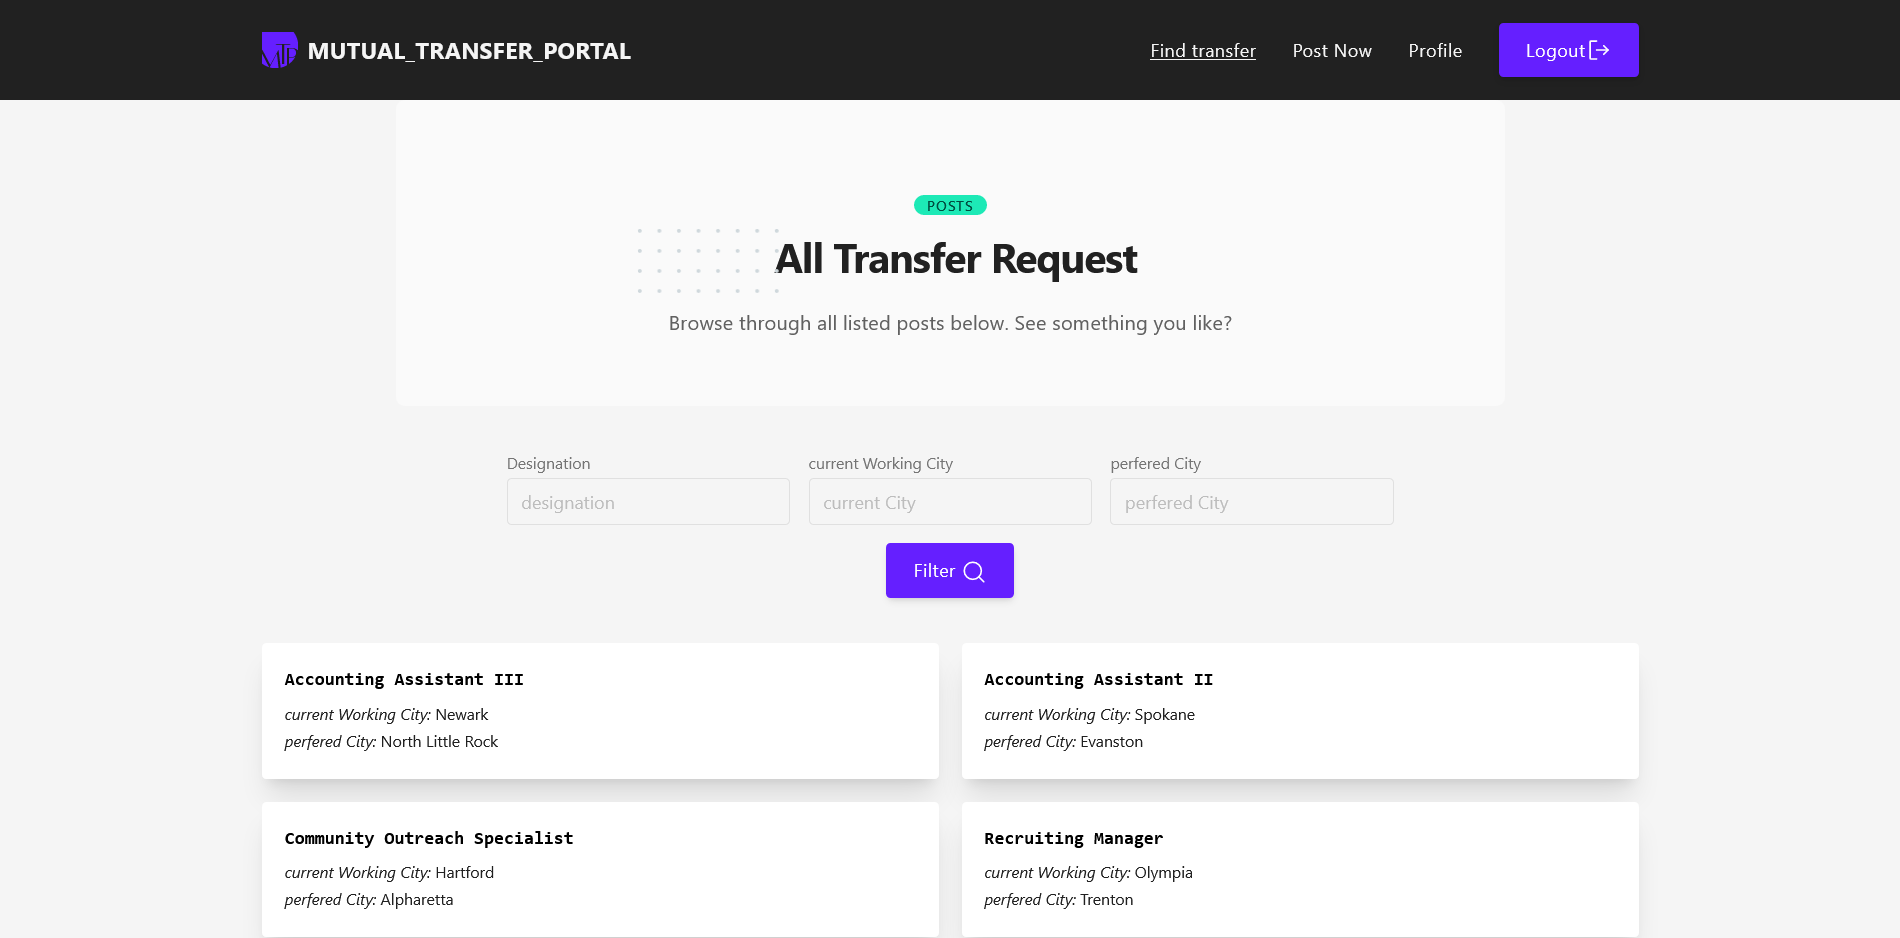 MTP MUTUAL_TRANSFER_PORTAL
Find transfer Post Now Profile Logout
POSTS
All Transfer Request
Browse through all listed posts below. See something you like?
Designation current Working City perfered City
designation current City perfered City
Filter
Accounting Assistant III
current Working City: Newark
perfered City: North Little Rock
Accounting Assistant II
current Working City: Spokane
perfered City: Evanston
Community Outreach Specialist
current Working City: Hartford
perfered City: Alpharetta
Recruiting Manager
current Working City: Olympia
perfered City: Trenton